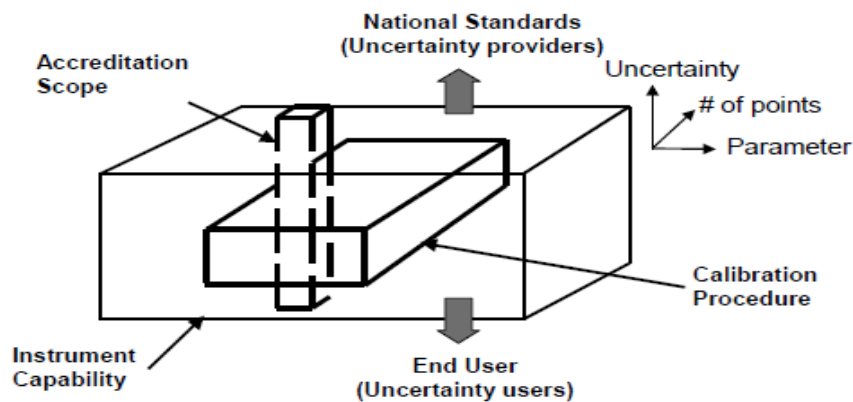 National Standards
(Uncertainty providers)
Accreditation
Scope
Uncertainty
# of points
Parameter
Calibration
Procedure
Instrument
Capability
End User
(Uncertainty users)